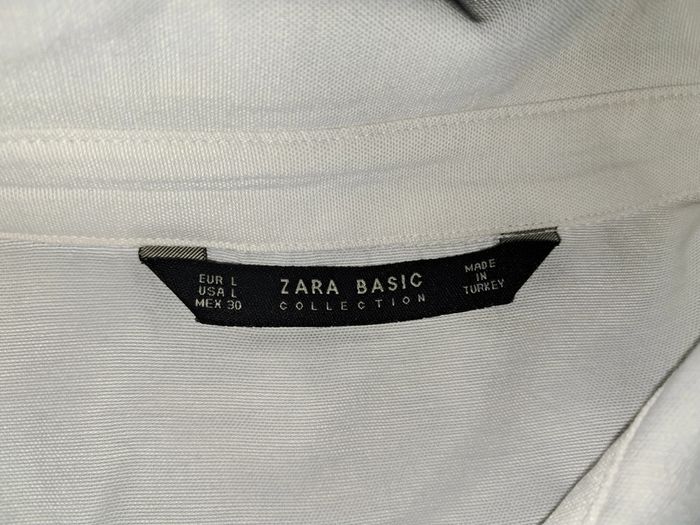 EUR L
USA L
MEX 30
ZARA BASIC
COLLECTION
MADE
IN
TURKEY